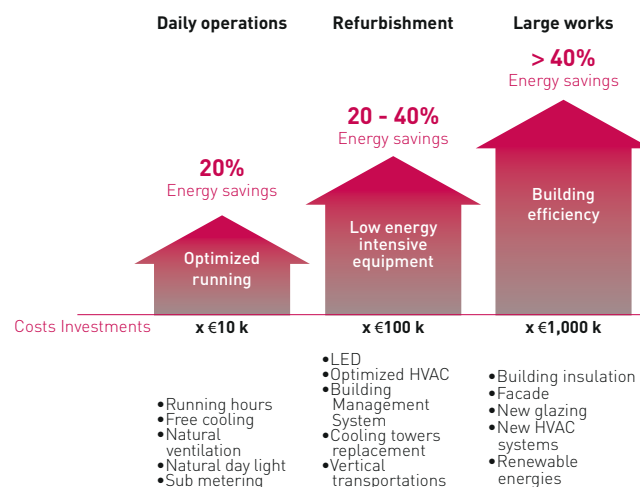 Daily operations
Refurbishment
Large works
> 40%
Energy savings
20 - 40%
Energy savings
20%
Energy savings
Optimized
running
Low energy
intensive
equipment
Building
efficiency
Costs Investments
x €10 k
x €100 k
x €1,000 k
•Running hours
•Free cooling
•Natural
ventilation
•Natural day light
•Sub metering
•LED
•Optimized HVAC
•Building
Management
System
•Cooling towers
replacement
•Vertical
transportations
•Building insulation
•Facade
•New glazing
•New HVAC
systems
•Renewable
energies